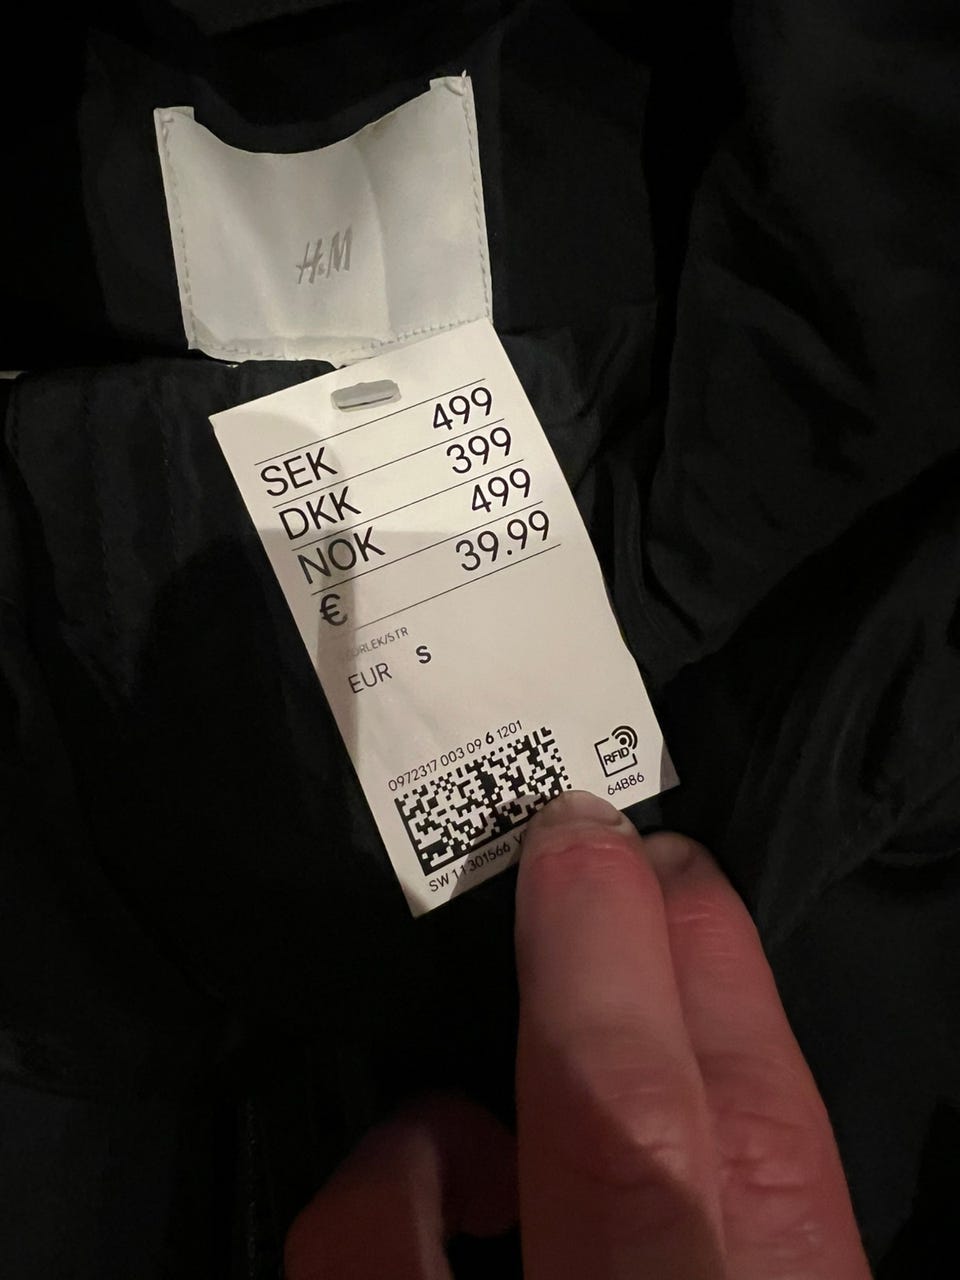 H&M
SEK 499
DKK 399
NOK 499
€ 39.99
EUR S
0972317 003 09 6 1201
RFID
64B86
SW 11301566